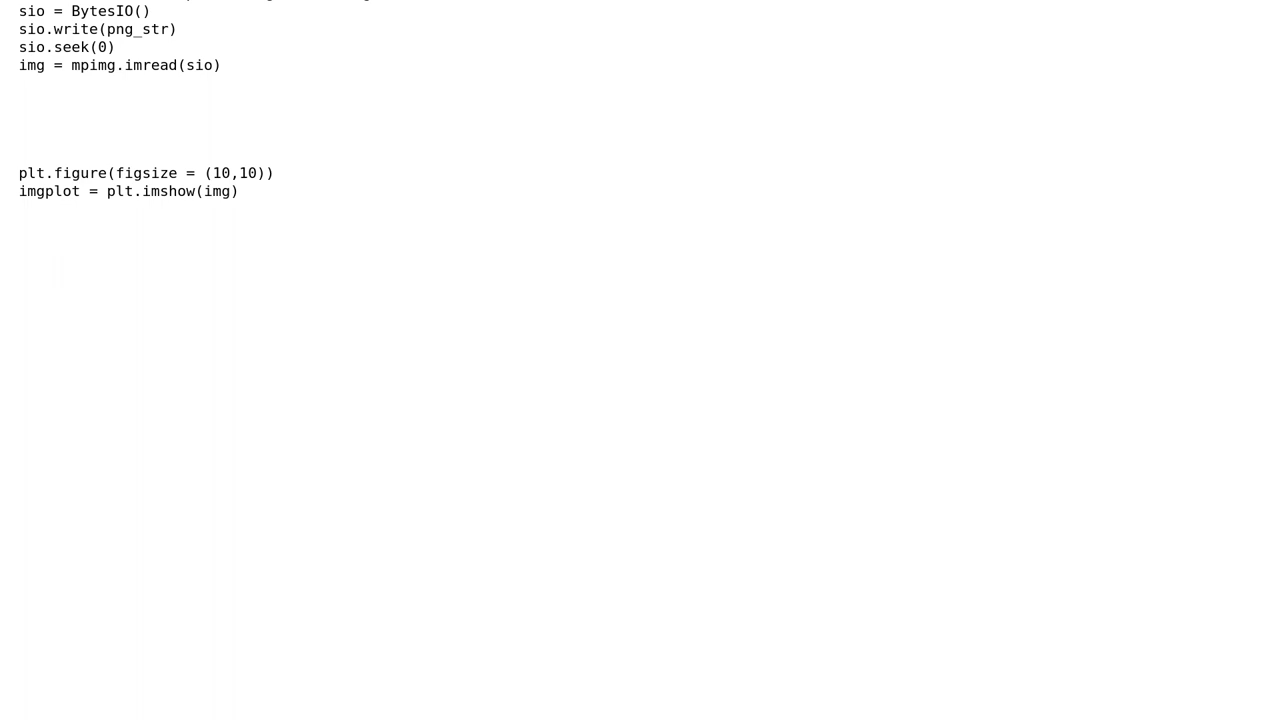 sio = BytesIO()
sio.write(png_str)
sio.seek(0)
img = mpimg.imread(sio)
plt.figure(figsize = (10,10))
imgplot = plt.imshow(img)